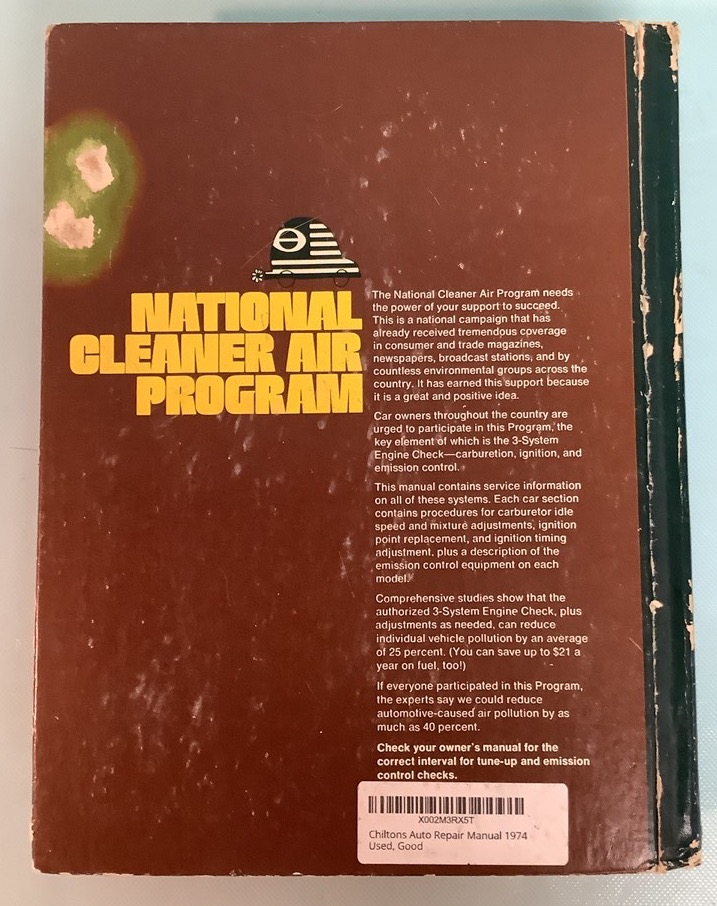 NATIONAL
CLEANER AIR
PROGRAM
The National Cleaner Air Program needs
the power of your support to succeed.
This is a national campaign that has
already received tremendous coverage
in consumer and trade magazines,
newspapers, broadcast stations, and by
countless environmental groups across the
country. It has earned this support because
it is a great and positive idea.
Car owners throughout the country are
urged to participate in this Program, the
key element of which is the 3-System
Engine Check—carburetion, ignition, and
emission control.
This manual contains service information
on all of these systems. Each car section
contains procedures for carburetor idle
speed and mixture adjustments, ignition
point replacement, and ignition timing
adjustment, plus a description of the
emission control equipment on each
model.
Comprehensive studies show that the
authorized 3-System Engine Check, plus
adjustments as needed, can reduce
individual vehicle pollution by an average
of 25 percent. (You can save up to $21 a
year on fuel, too!)
If everyone participated in this Program,
the experts say we could reduce
automotive-caused air pollution by as
much as 40 percent.
Check your owner's manual for the
correct interval for tune-up and emission
control checks.
X002M3RX5T
Chiltons Auto Repair Manual 1974
Used, Good